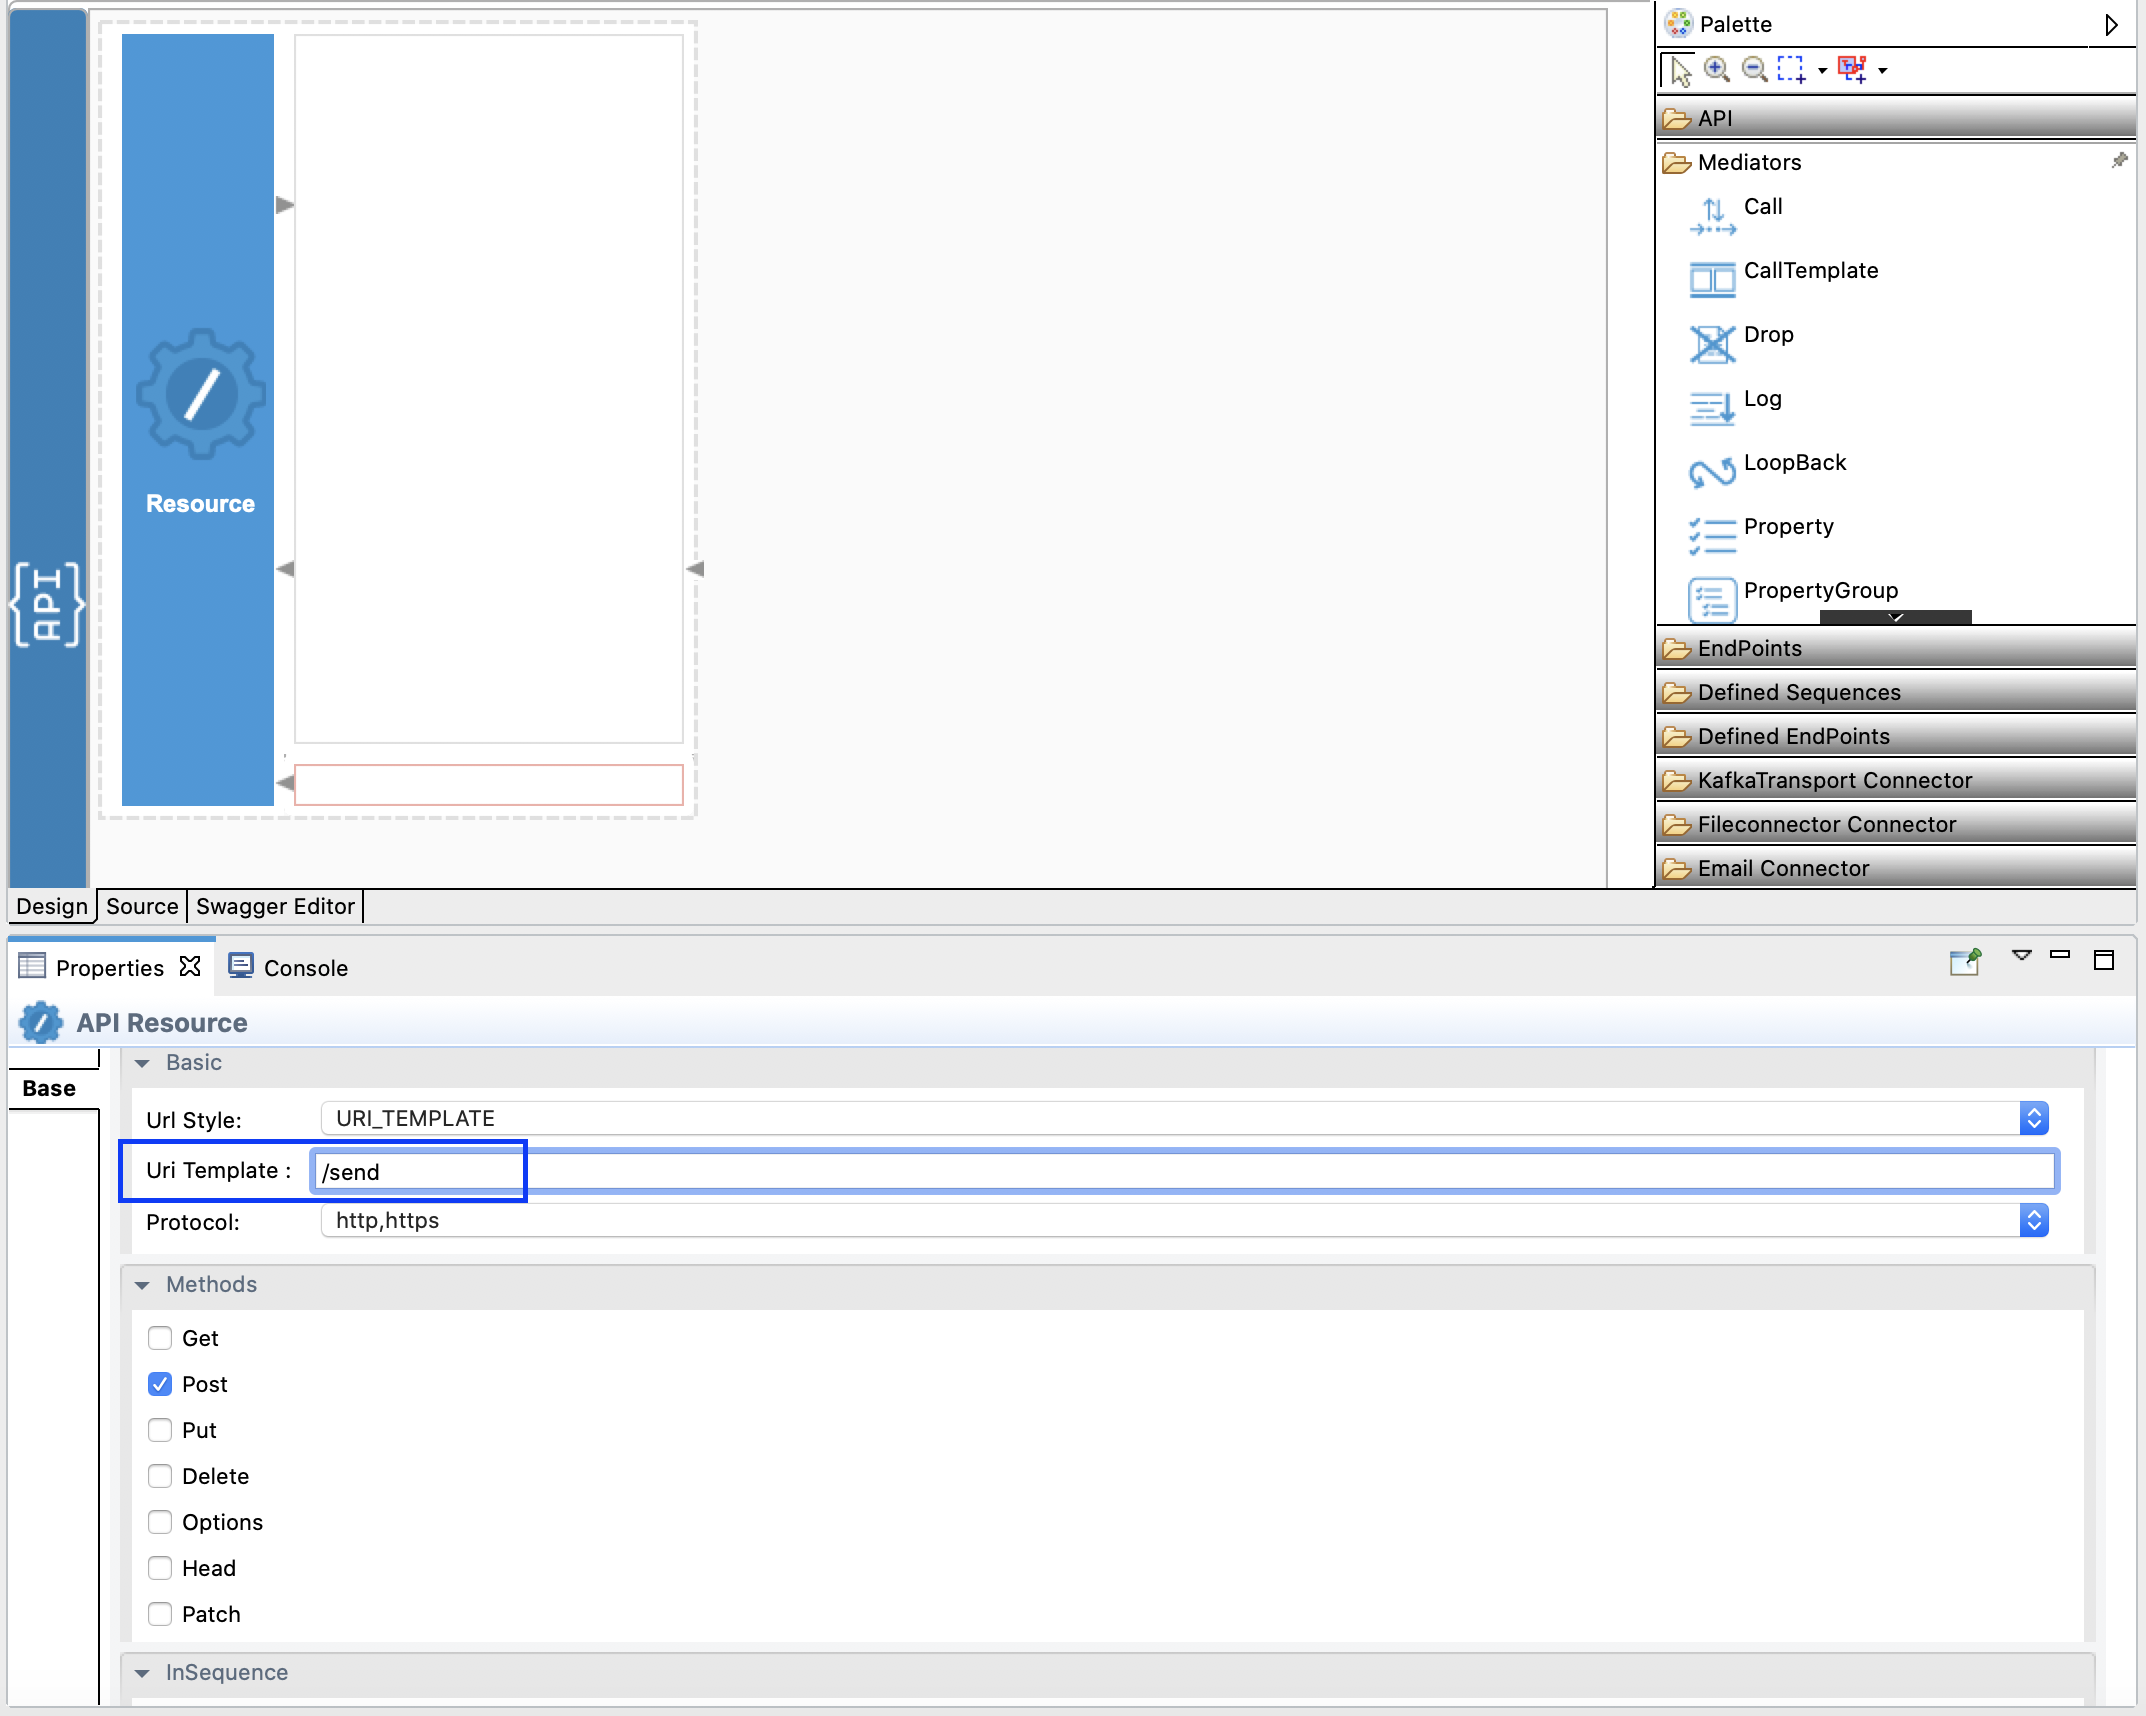 Palette
API
Mediators
Call
CallTemplate
Drop
Log
LoopBack
Property
PropertyGroup
EndPoints
Defined Sequences
Defined EndPoints
KafkaTransport Connector
Fileconnector Connector
Email Connector
{API}
Resource
Design Source Swagger Editor
Properties Console
API Resource
Base
Basic
Url Style: URI_TEMPLATE
Uri Template : /send
Protocol: http,https
Methods
Get
Post
Put
Delete
Options
Head
Patch
InSequence